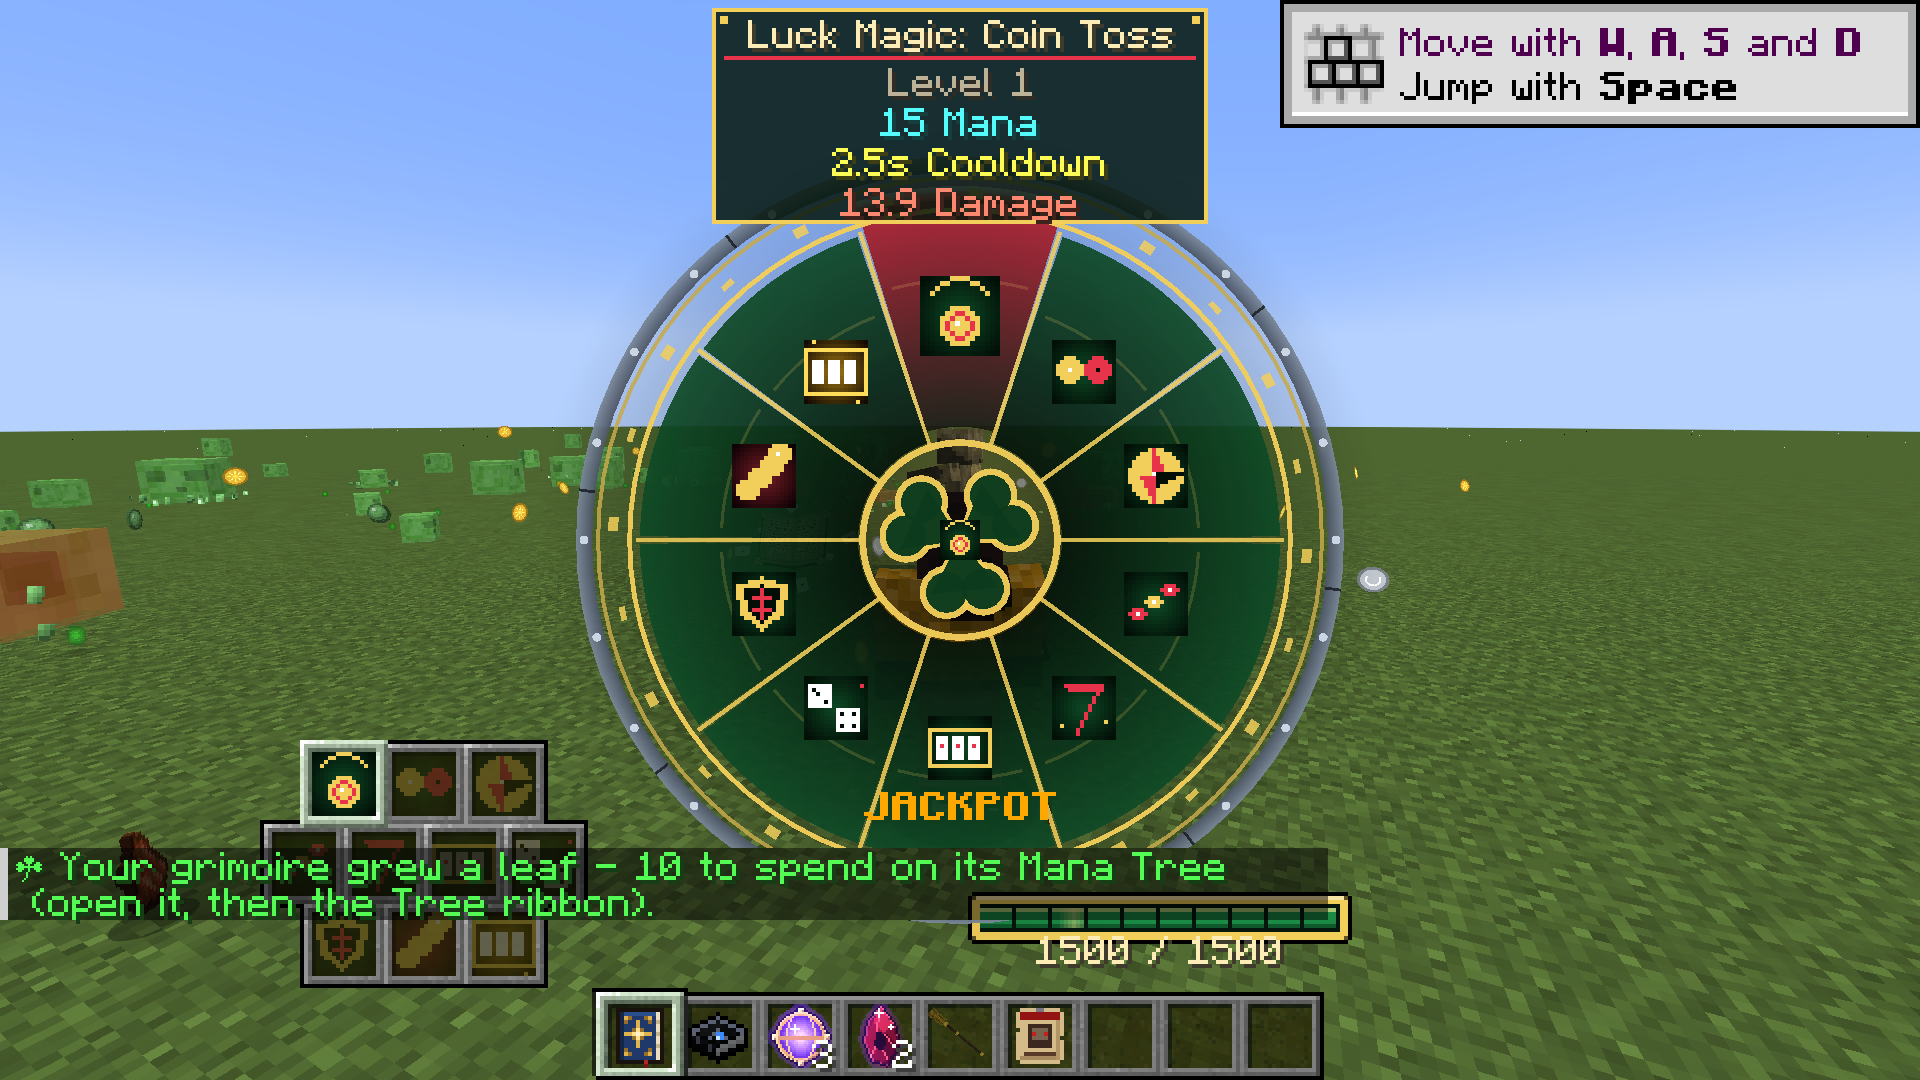 Luck Magic: Coin Toss
Level 1
15 Mana
2.5s Cooldown
13.9 Damage
Move with W, A, S and D
Jump with Space
7
JACKPOT
☘ Your grimoire grew a leaf – 10 to spend on its Mana Tree
(open it, then the Tree ribbon).
1500 / 1500
3
2